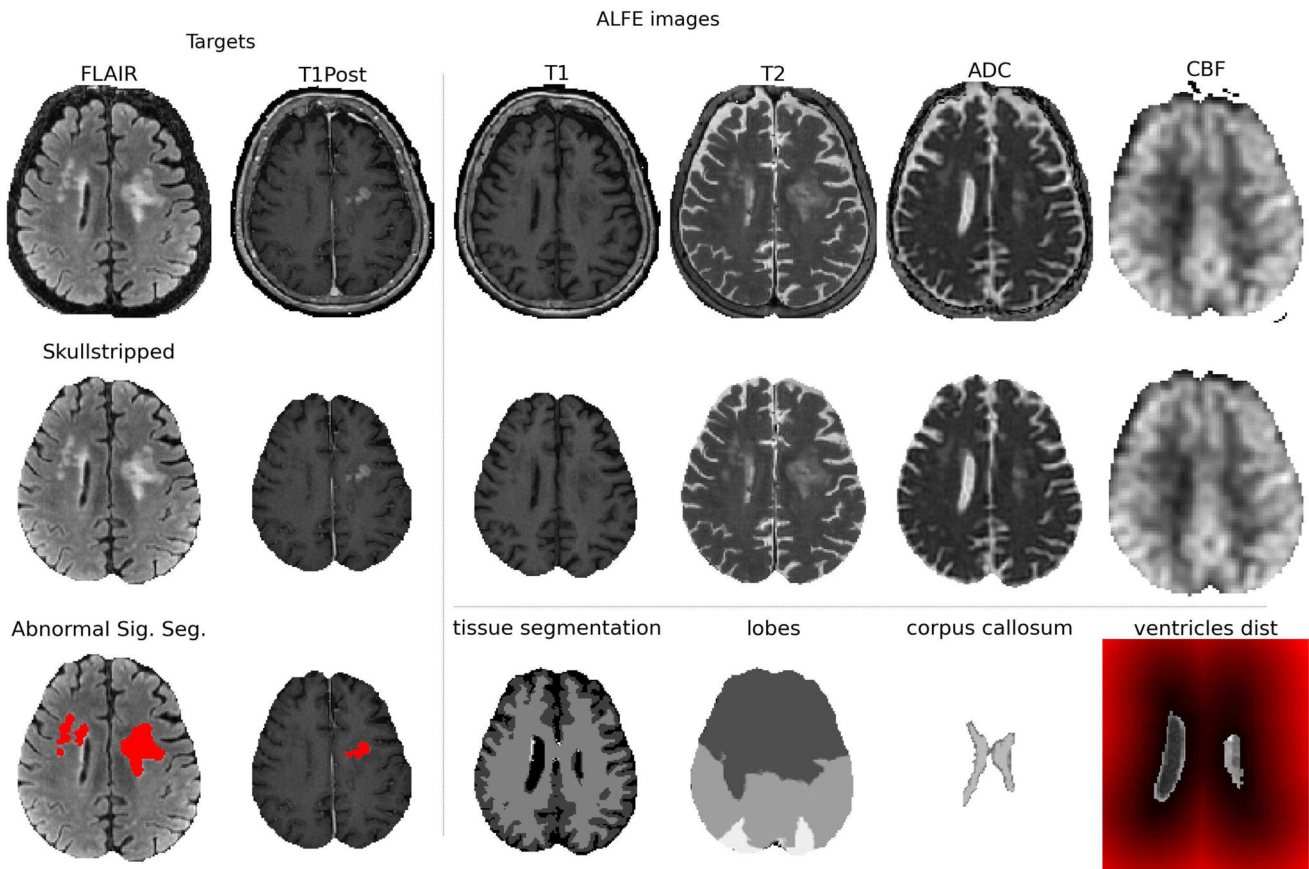 ALFE images
Targets
FLAIR T1Post T1 T2 ADC CBF
Skullstripped
Abnormal Sig. Seg. tissue segmentation lobes corpus callosum ventricles dist